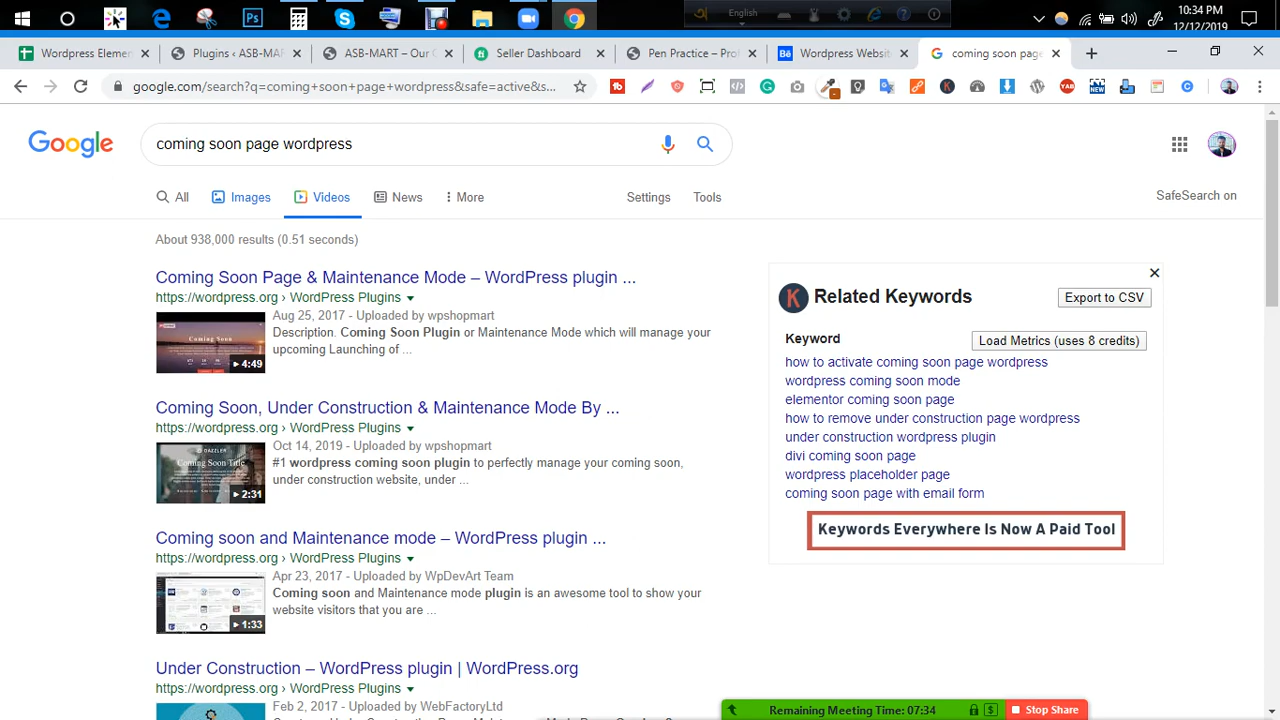 English
10:34 PM
12/12/2019
Wordpress Elemen
Plugins ‹ ASB-MAR
ASB-MART – Our C
Seller Dashboard
Pen Practice – Pro
Wordpress Websit
coming soon page
google.com/search?q=coming+soon+page+wordpress&safe=active&s...
Google
coming soon page wordpress
All
Images
Videos
News
More
Settings
Tools
SafeSearch on
About 938,000 results (0.51 seconds)
Coming Soon Page & Maintenance Mode – WordPress plugin ...
https://wordpress.org › WordPress Plugins
Aug 25, 2017 - Uploaded by wpshopmart
Description. Coming Soon Plugin or Maintenance Mode which will manage your
upcoming Launching of ...
Coming Soon
4:49
Coming Soon, Under Construction & Maintenance Mode By ...
https://wordpress.org › WordPress Plugins
Oct 14, 2019 - Uploaded by wpshopmart
#1 wordpress coming soon plugin to perfectly manage your coming soon,
under construction website, under ...
DAZZLER
Coming Soon Title
2:31
Coming soon and Maintenance mode – WordPress plugin ...
https://wordpress.org › WordPress Plugins
Apr 23, 2017 - Uploaded by WpDevArt Team
Coming soon and Maintenance mode plugin is an awesome tool to show your
website visitors that you are ...
1:33
Under Construction – WordPress plugin | WordPress.org
https://wordpress.org › WordPress Plugins
Feb 2, 2017 - Uploaded by WebFactoryLtd
Related Keywords
Export to CSV
Keyword
Load Metrics (uses 8 credits)
how to activate coming soon page wordpress
wordpress coming soon mode
elementor coming soon page
how to remove under construction page wordpress
under construction wordpress plugin
divi coming soon page
wordpress placeholder page
coming soon page with email form
Keywords Everywhere Is Now A Paid Tool
Remaining Meeting Time: 07:34
Stop Share